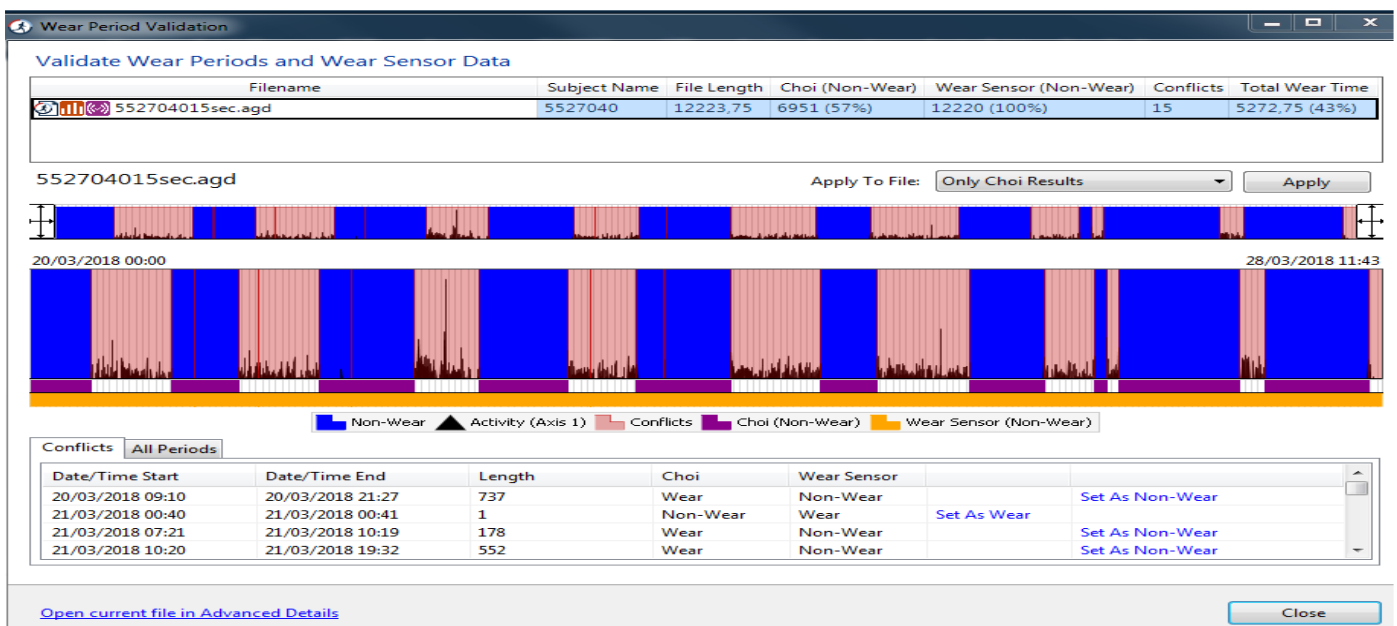 Wear Period Validation
Validate Wear Periods and Wear Sensor Data
Filename Subject Name File Length Choi (Non-Wear) Wear Sensor (Non-Wear) Conflicts Total Wear Time
552704015sec.agd 5527040 12223,75 6951 (57%) 12220 (100%) 15 5272,75 (43%)
552704015sec.agd Apply To File: Only Choi Results Apply
20/03/2018 00:00 28/03/2018 11:43
Non-Wear Activity (Axis 1) Conflicts Choi (Non-Wear) Wear Sensor (Non-Wear)
Conflicts All Periods
Date/Time Start Date/Time End Length Choi Wear Sensor
20/03/2018 09:10 20/03/2018 21:27 737 Wear Non-Wear Set As Non-Wear
21/03/2018 00:40 21/03/2018 00:41 1 Non-Wear Wear Set As Wear
21/03/2018 07:21 21/03/2018 10:19 178 Wear Non-Wear Set As Non-Wear
21/03/2018 10:20 21/03/2018 19:32 552 Wear Non-Wear Set As Non-Wear
Open current file in Advanced Details Close